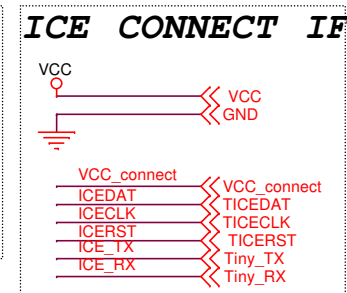 ICE CONNECT IF
VCC
VCC
GND
VCC_connect VCC_connect
ICEDAT TICEDAT
ICECLK TICECLK
ICERST TICERST
ICE_TX Tiny_TX
ICE_RX Tiny_RX